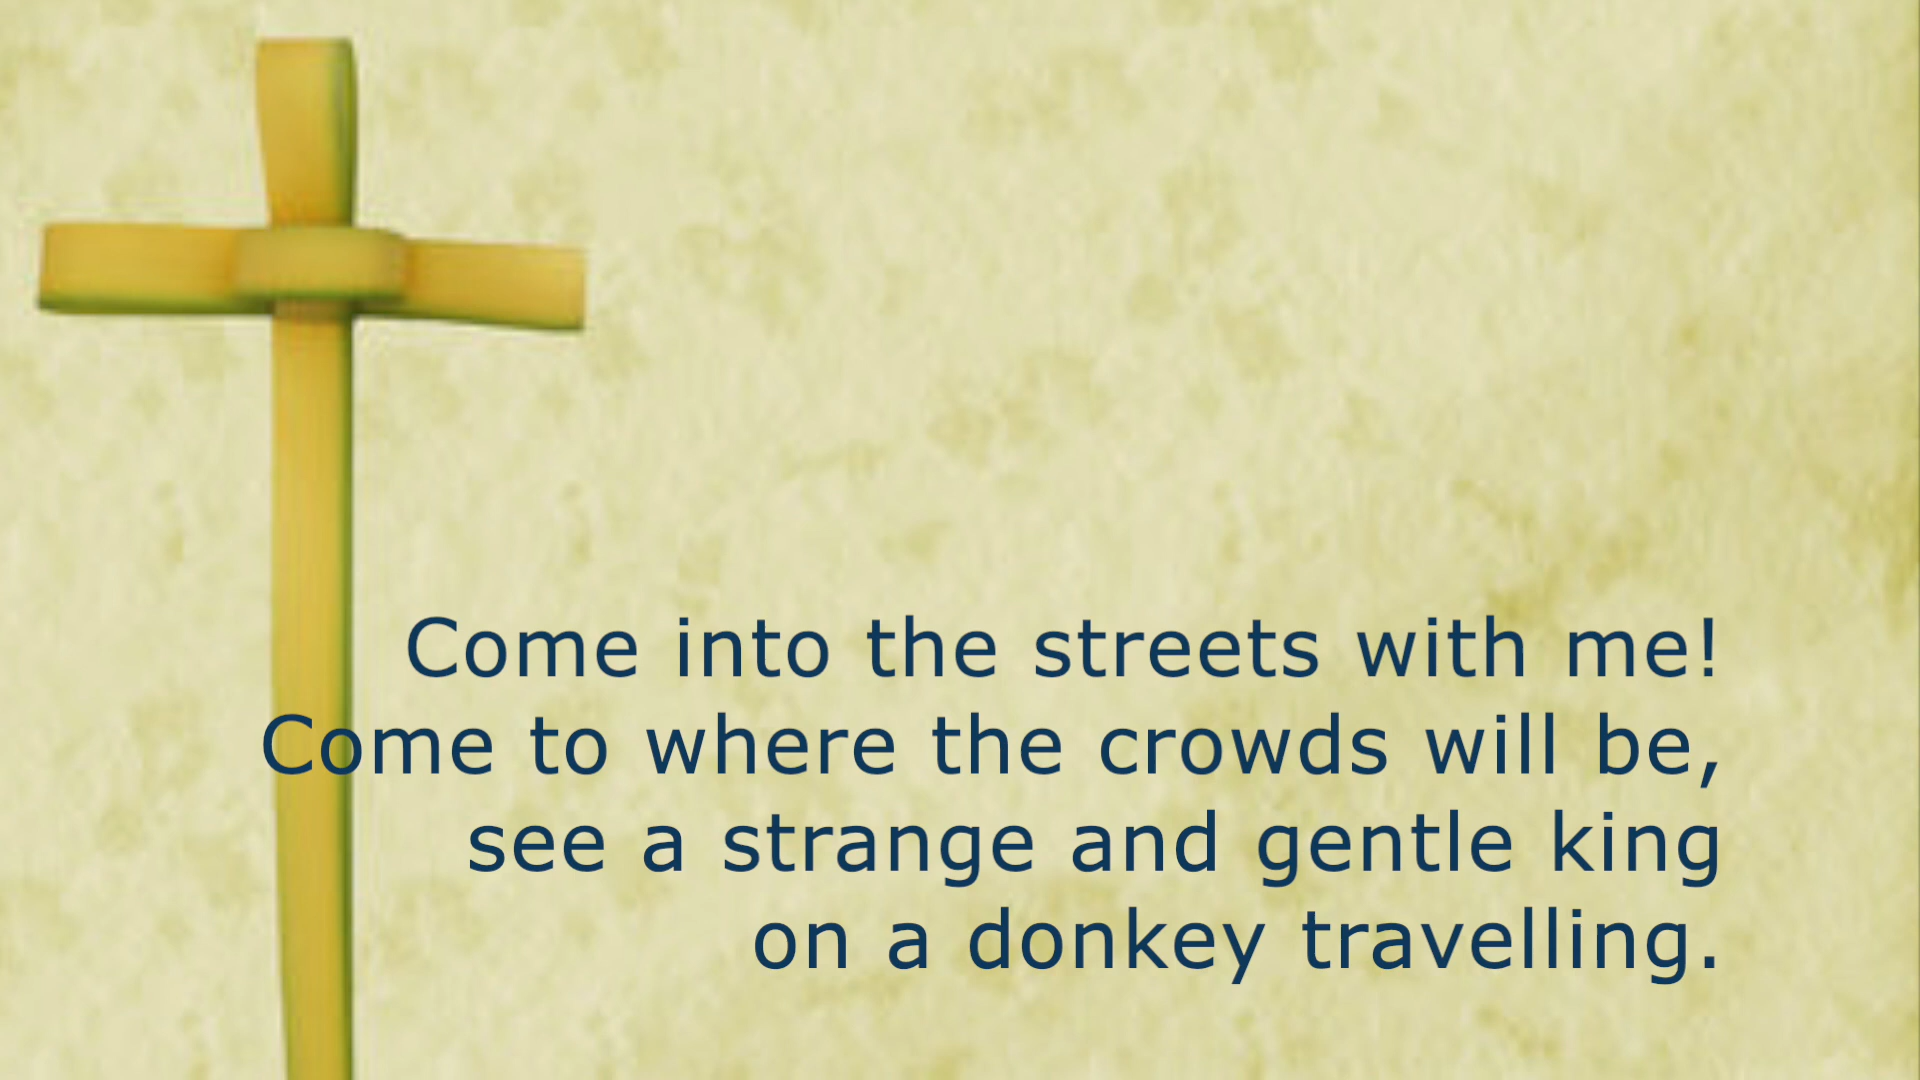 Come into the streets with me!
Come to where the crowds will be,
see a strange and gentle king
on a donkey travelling.